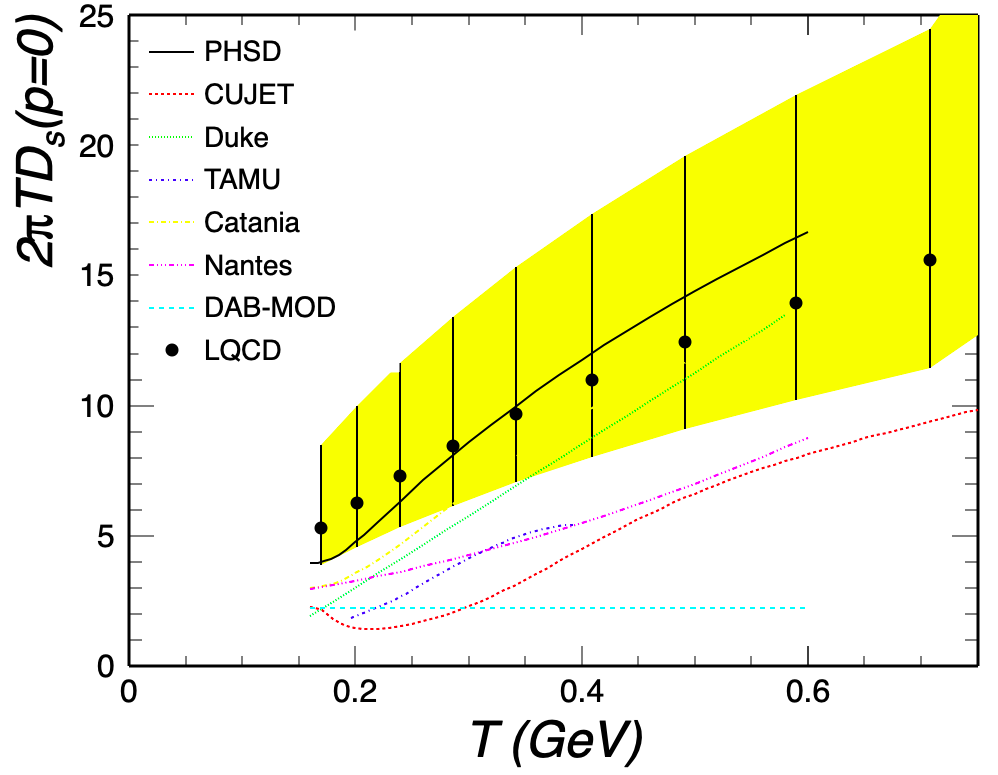 2πTDs(p=0)
25
20
15
10
5
0
PHSD
CUJET
Duke
TAMU
Catania
Nantes
DAB-MOD
LQCD
0 0.2 0.4 0.6
T (GeV)